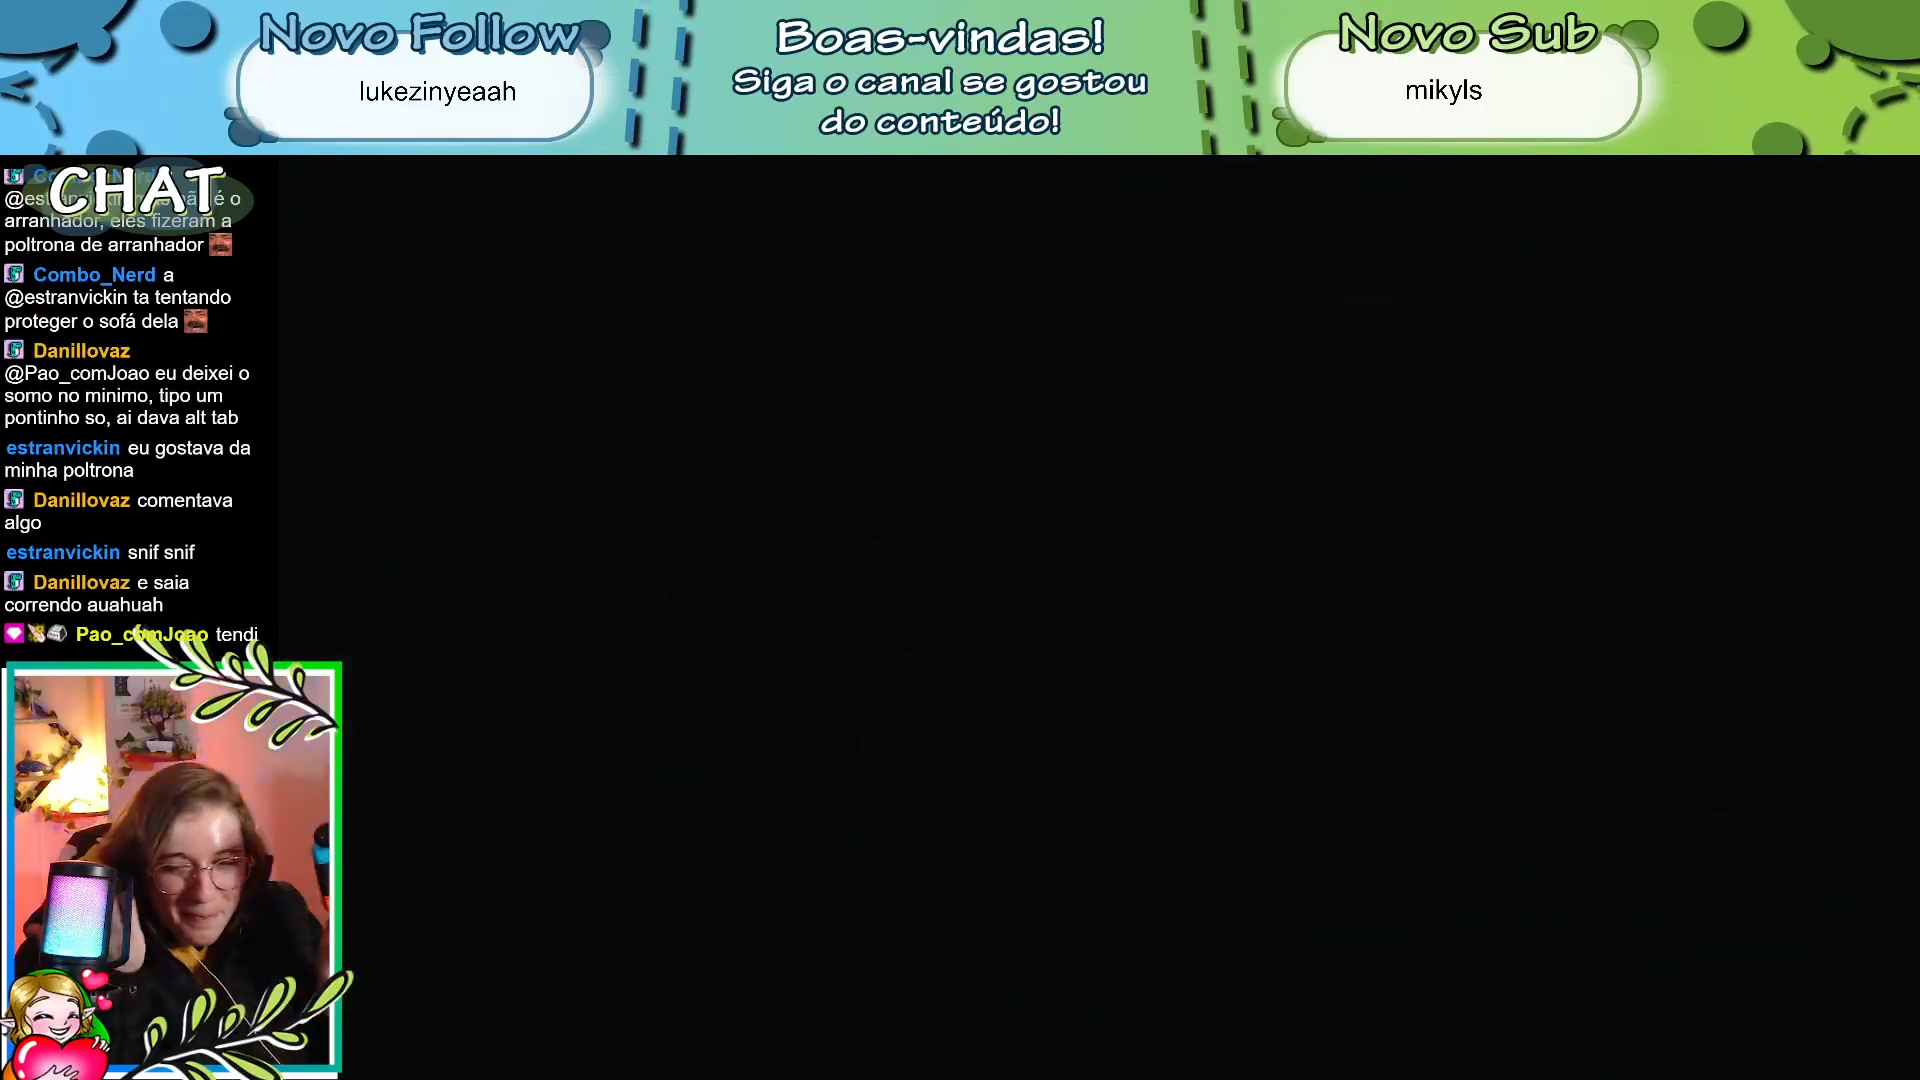 Novo Follow
lukezinyeaah
Boas-vindas!
Siga o canal se gostou
do conteúdo!
Novo Sub
mikyls
CHAT
é o
arranhador, eles fizeram a
poltrona de arranhador
Combo_Nerd a
@estranvickin ta tentando
proteger o sofá dela
Danillovaz
@Pao_comJoao eu deixei o
somo no minimo, tipo um
pontinho so, ai dava alt tab
estranvickin eu gostava da
minha poltrona
Danillovaz comentava
algo
estranvickin snif snif
Danillovaz e saia
correndo auahuah
Pao_comJoao tendi